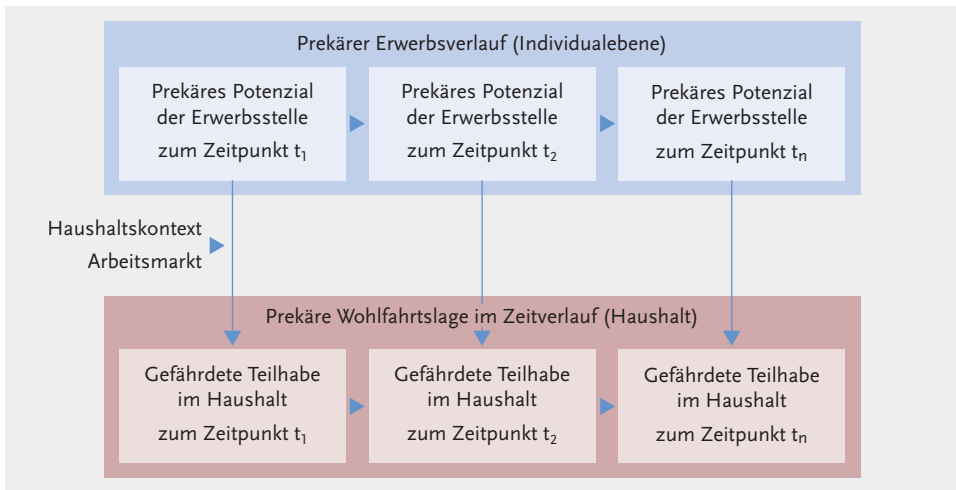 Prekärer Erwerbsverlauf (Individualebene)
Prekäres Potenzial
der Erwerbsstelle
zum Zeitpunkt t₁
Prekäres Potenzial
der Erwerbsstelle
zum Zeitpunkt t₂
Prekäres Potenzial
der Erwerbsstelle
zum Zeitpunkt tₙ
Haushaltskontext
Arbeitsmarkt
Prekäre Wohlfahrtslage im Zeitverlauf (Haushalt)
Gefährdete Teilhabe
im Haushalt
zum Zeitpunkt t₁
Gefährdete Teilhabe
im Haushalt
zum Zeitpunkt t₂
Gefährdete Teilhabe
im Haushalt
zum Zeitpunkt tₙ